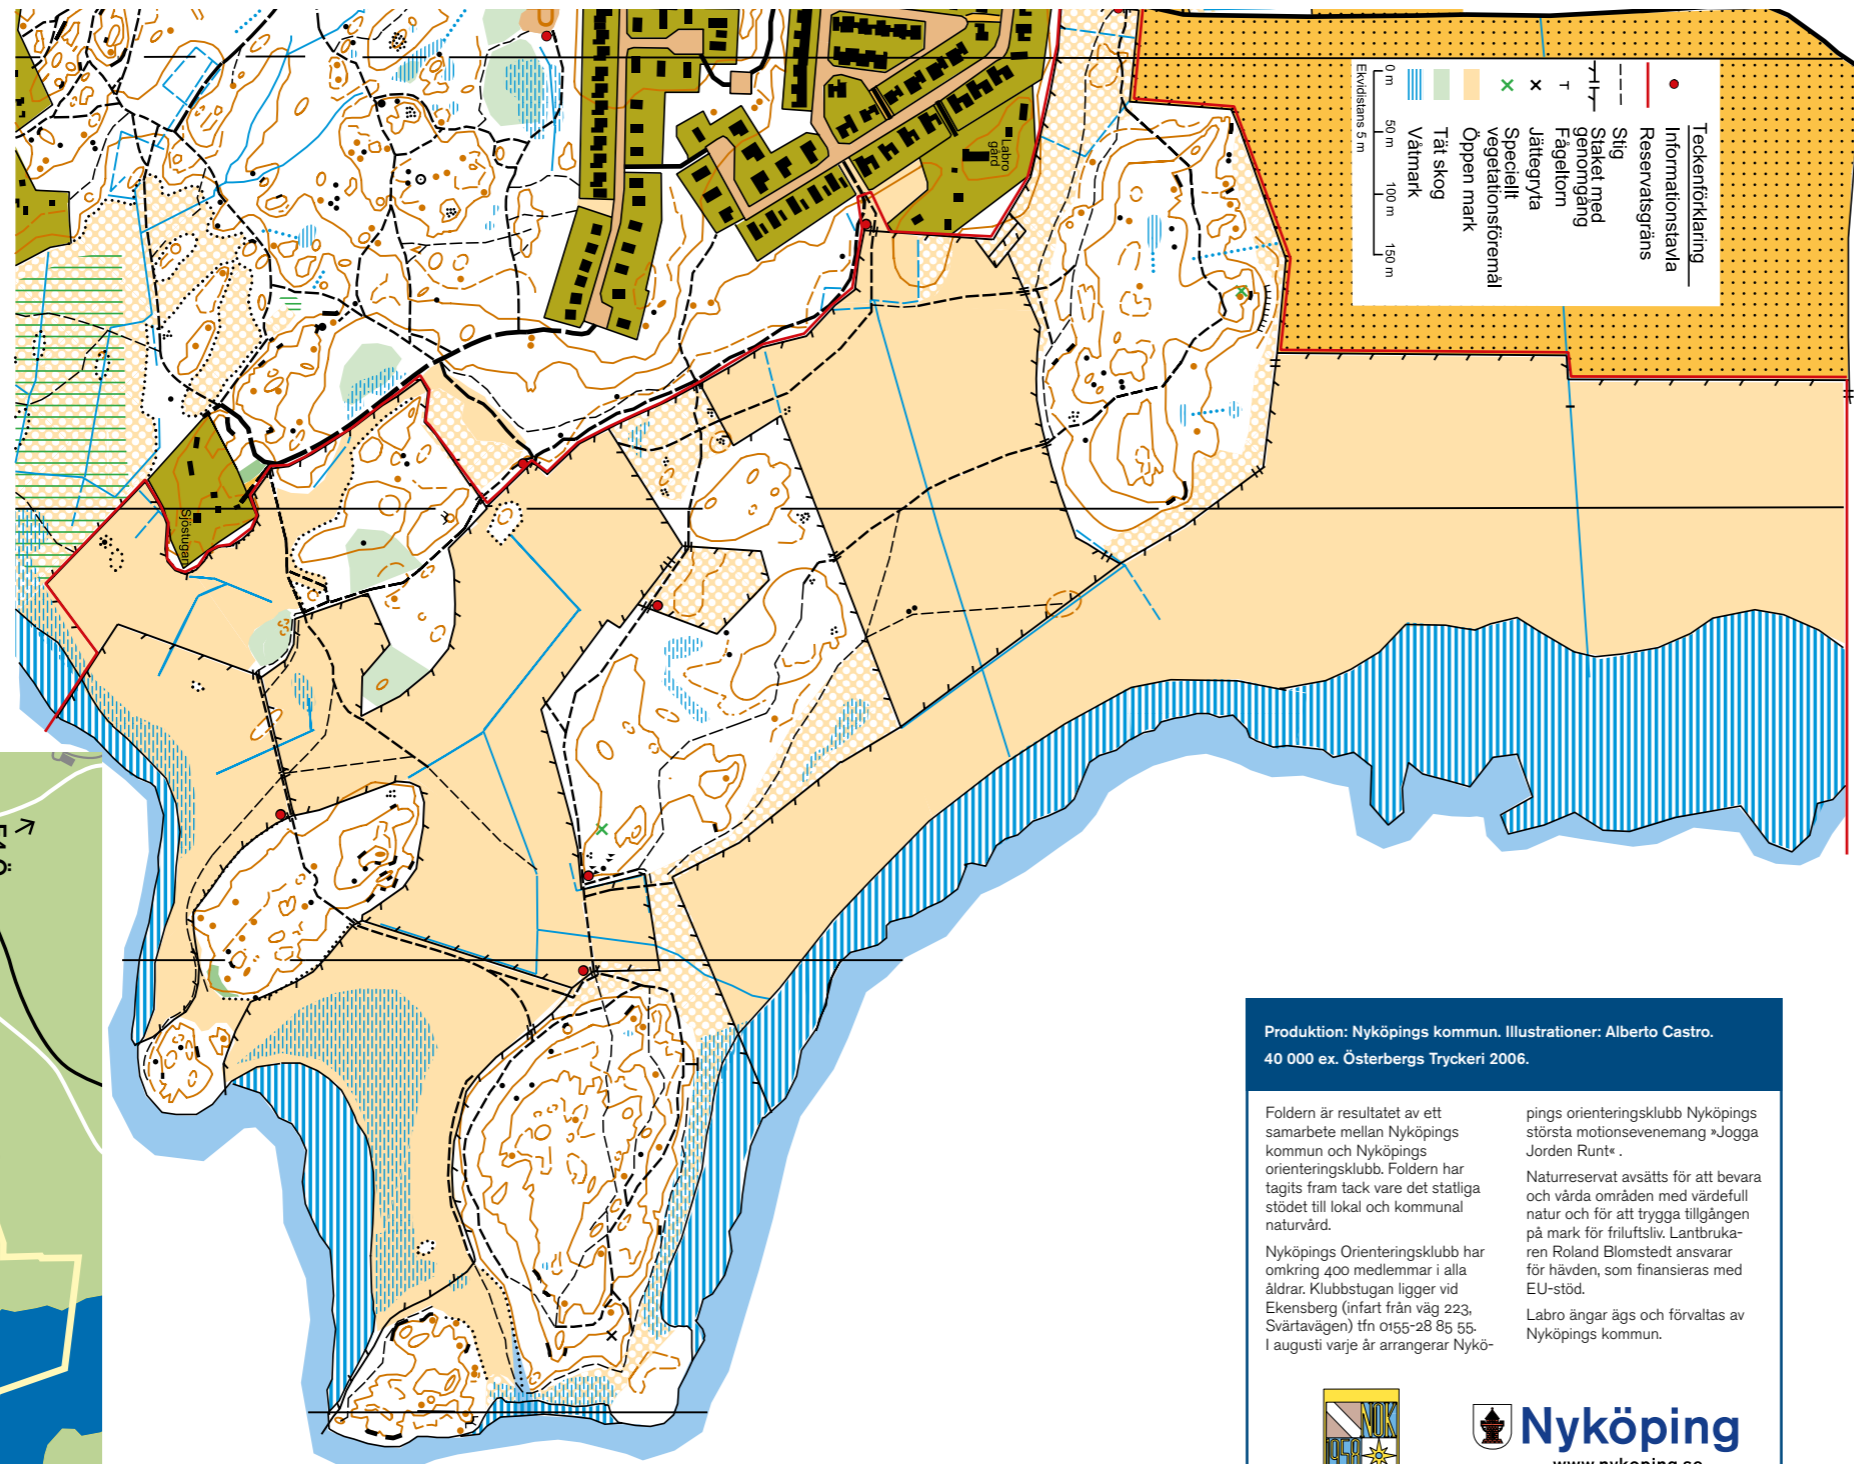 Teckenförklaring
Informationstavla
Reservatsgräns
Stig
Staket med
genomgång
Fågeltorn
Jättegryta
Speciellt
vegetationsföremål
Öppen mark
Tät skog
Våtmark
0 m 50 m 100 m 150 m
Ekvidistans 5 m
Labro
gård
Sjöstugan
Produktion: Nyköpings kommun. Illustrationer: Alberto Castro.
40 000 ex. Österbergs Tryckeri 2006.
Foldern är resultatet av ett
samarbete mellan Nyköpings
kommun och Nyköpings
orienteringsklubb. Foldern har
tagits fram tack vare det statliga
stödet till lokal och kommunal
naturvård.
Nyköpings Orienteringsklubb har
omkring 400 medlemmar i alla
åldrar. Klubbstugan ligger vid
Ekensberg (infart från väg 223,
Svärtavägen) tfn 0155-28 85 55.
I augusti varje år arrangerar Nykö-
pings orienteringsklubb Nyköpings
största motionsevenemang »Jogga
Jorden Runt« .
Naturreservat avsätts för att bevara
och vårda områden med värdefull
natur och för att trygga tillgången
på mark för friluftsliv. Lantbruka-
ren Roland Blomstedt ansvarar
för hävden, som finansieras med
EU-stöd.
Labro ängar ägs och förvaltas av
Nyköpings kommun.
NOK
1958
Nyköping
www.nykoping.se